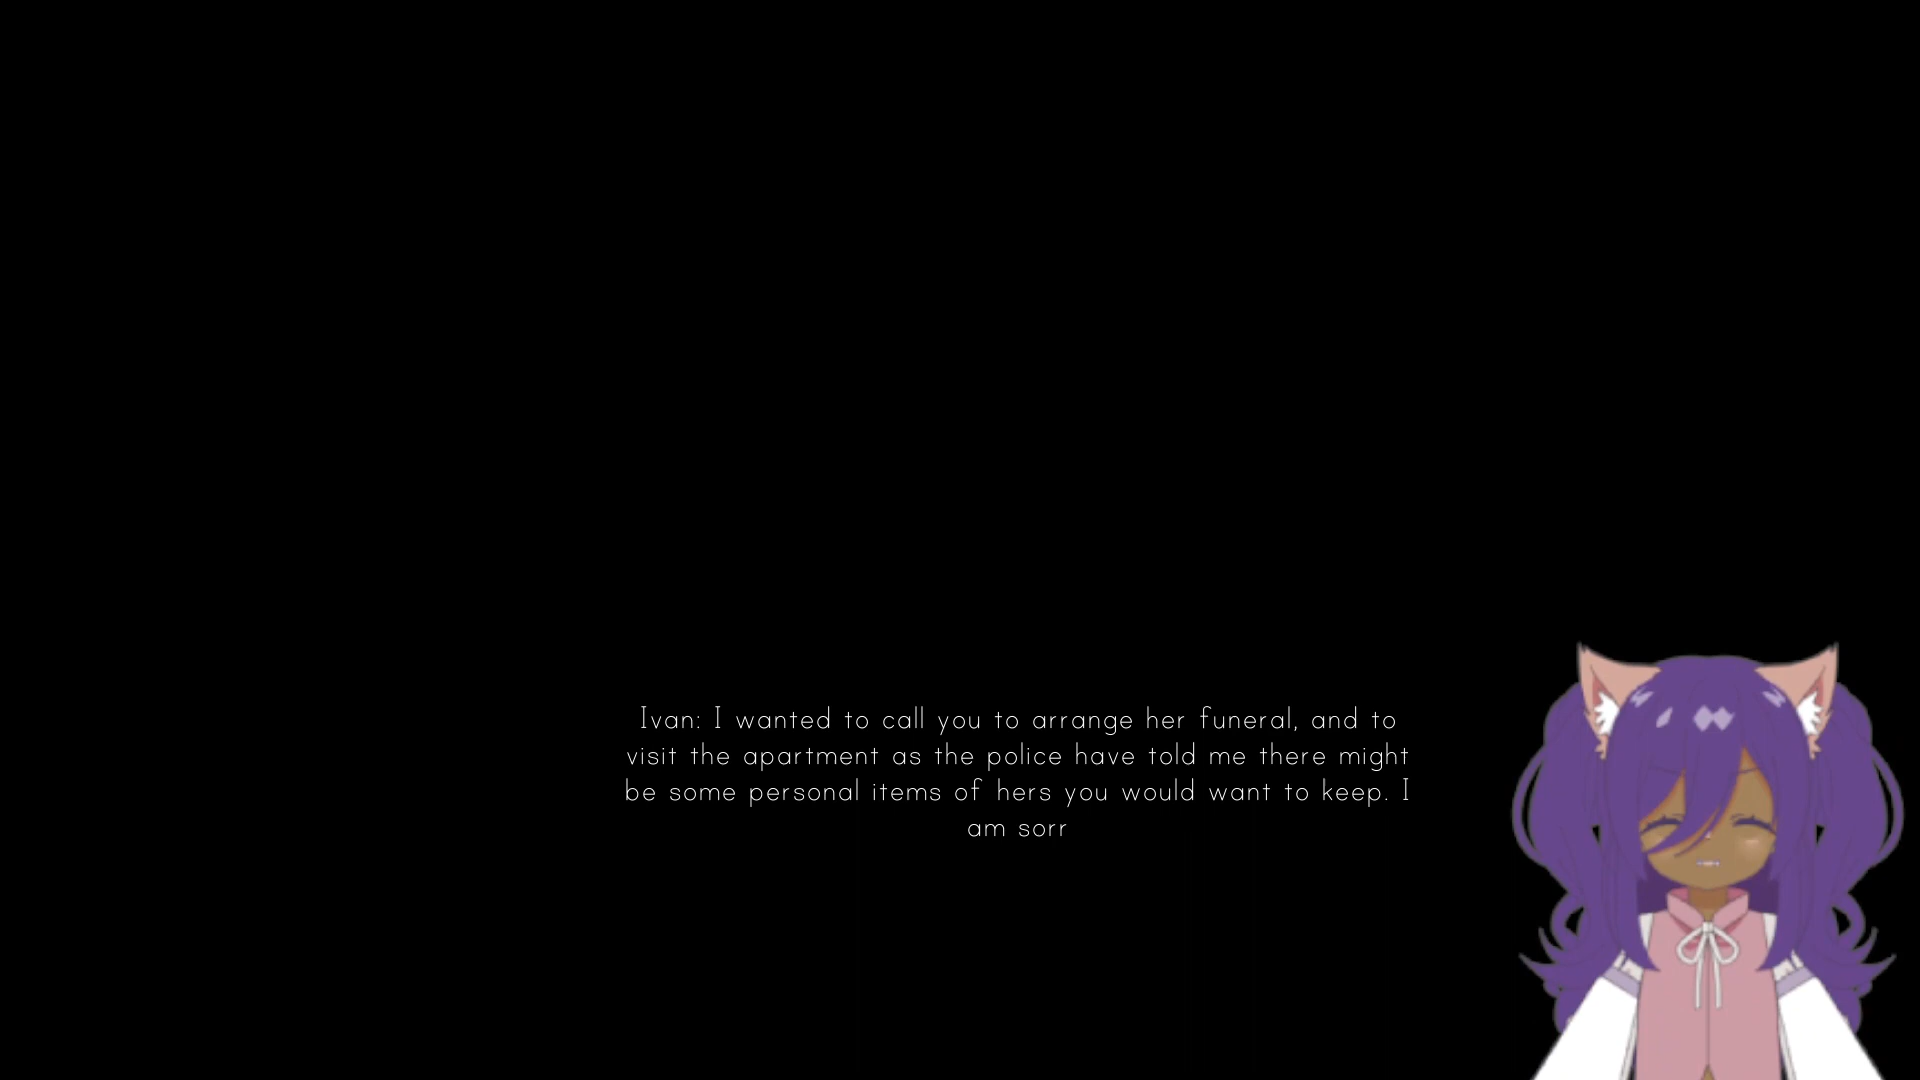 Ivan: I wanted to call you to arrange her funeral, and to
visit the apartment as the police have told me there might
be some personal items of hers you would want to keep. I
am sorr